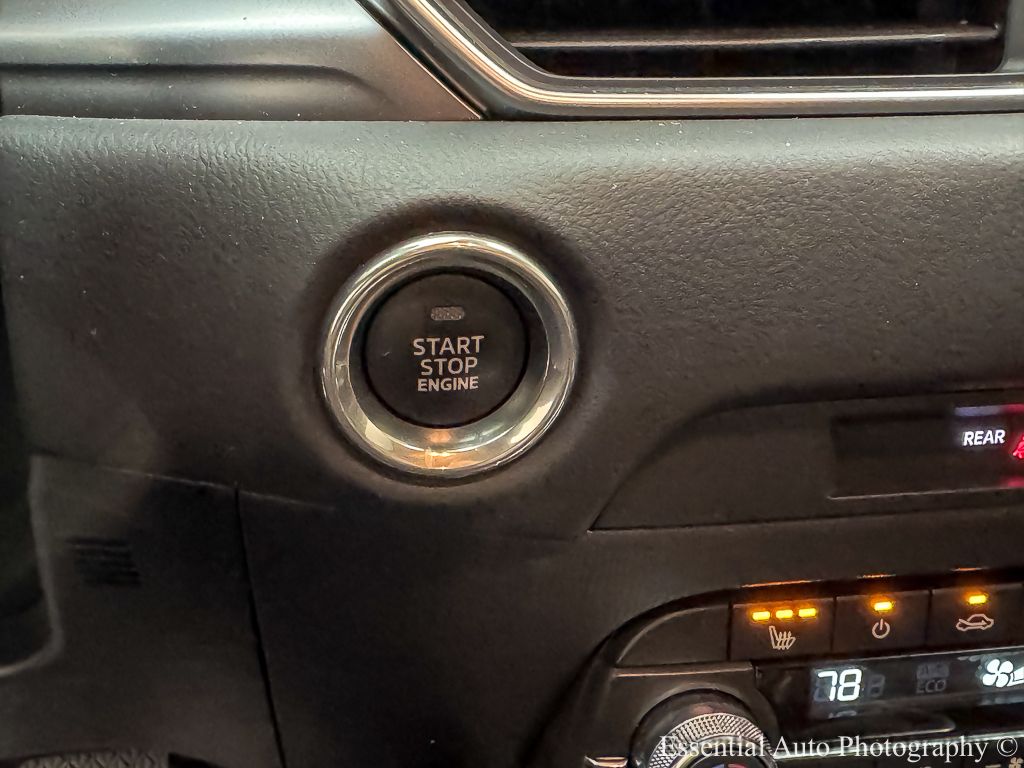 START
STOP
ENGINE
REAR
78
ECO
Essential Auto Photography ©